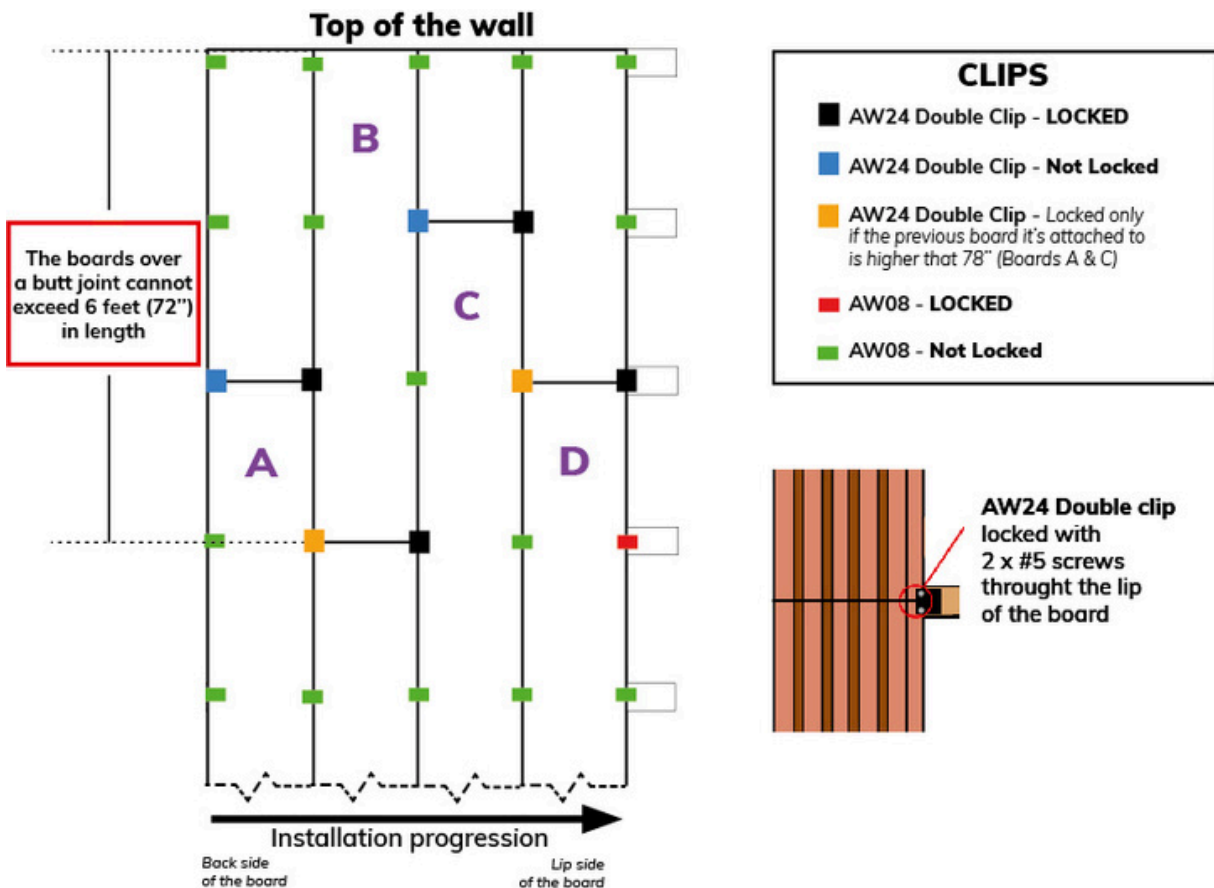 Top of the wall
B
C
A
D
The boards over
a butt joint cannot
exceed 6 feet (72”)
in length
Installation progression
Back side
of the board
Lip side
of the board
CLIPS
AW24 Double Clip - LOCKED
AW24 Double Clip - Not Locked
AW24 Double Clip - Locked only
if the previous board it’s attached to
is higher that 78” (Boards A & C)
AW08 - LOCKED
AW08 - Not Locked
AW24 Double clip
locked with
2 x #5 screws
throught the lip
of the board